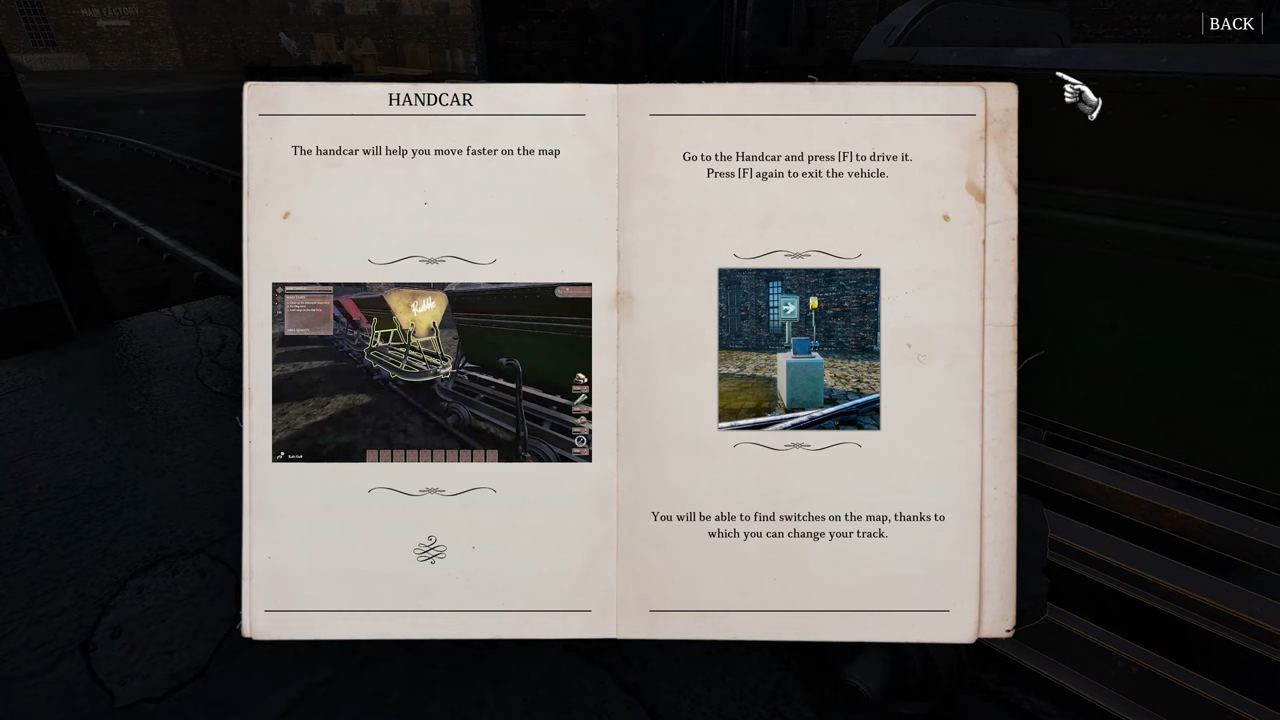 MAIN FACTORY
BACK
HANDCAR
The handcar will help you move faster on the map
Go to the Handcar and press [F] to drive it.
Press [F] again to exit the vehicle.
You will be able to find switches on the map, thanks to
which you can change your track.